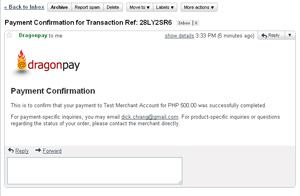 « Back to Inbox Archive Report spam Delete Move to ▾ Labels ▾ More actions ▾
Payment Confirmation for Transaction Ref: 28LY2SR6 Inbox | X
Dragonpay to me show details 3:33 PM (5 minutes ago) Reply ▾
dragonpay
Payment Confirmation
This is to confirm that your payment to Test Merchant Account for PHP 500.00 was successfully completed.
For payment-specific inquiries, you may email dick.chiang@gmail.com. For product-specific inquiries or questions
regarding the status of your order, please contact the merchant directly.
Reply Forward